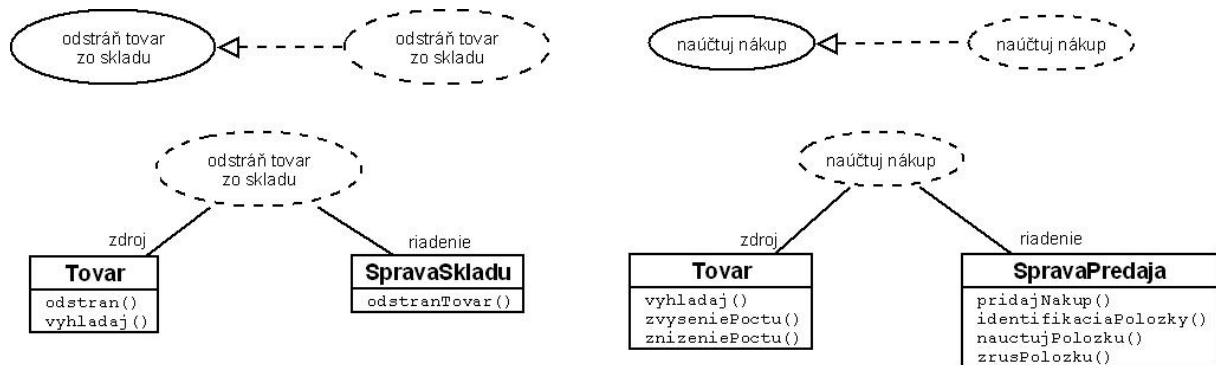 odstráň tovar
zo skladu
odstráň tovar
zo skladu
naúčtuj nákup
naúčtuj nákup
odstráň tovar
zo skladu
zdroj
riadenie
Tovar
odstran()
vyhladaj()
SpravaSkladu
odstranTovar()
naúčtuj nákup
zdroj
riadenie
Tovar
vyhladaj()
zvyseniePoctu()
znizeniePoctu()
SpravaPredaja
pridajNakup()
identifikaciaPolozky()
nauctujPolozku()
zrusPolozku()